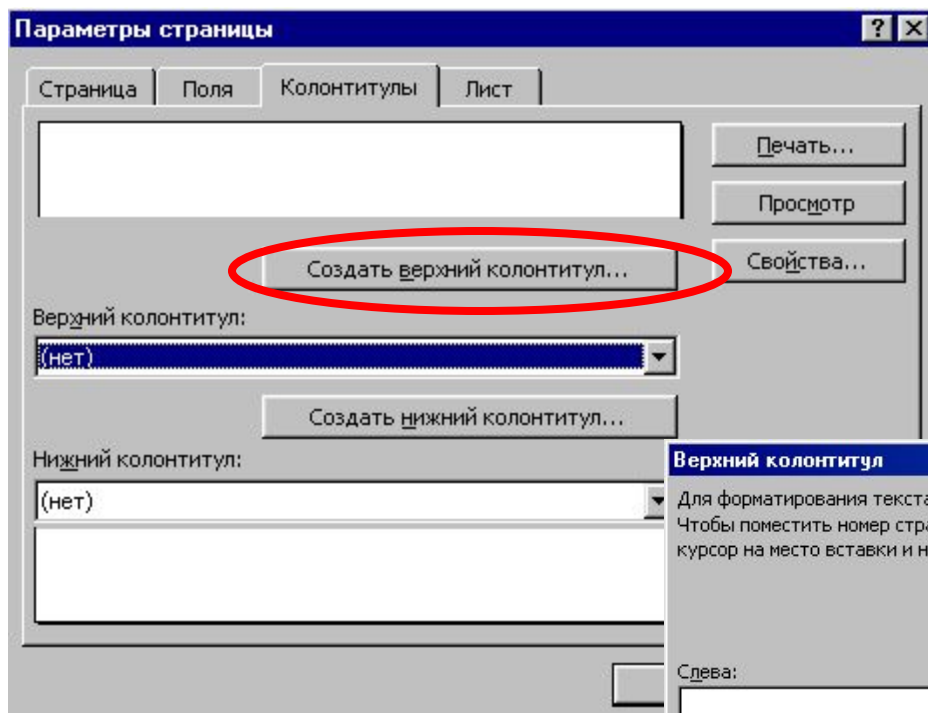 Параметры страницы
Страница Поля Колонтитулы Лист
Печать...
Просмотр
Создать верхний колонтитул... Свойства...
Верхний колонтитул:
(нет)
Создать нижний колонтитул...
Нижний колонтитул:
(нет)
Верхний колонтитул
Для форматирования текста
Чтобы поместить номер
курсор на место вставки и
Слева: